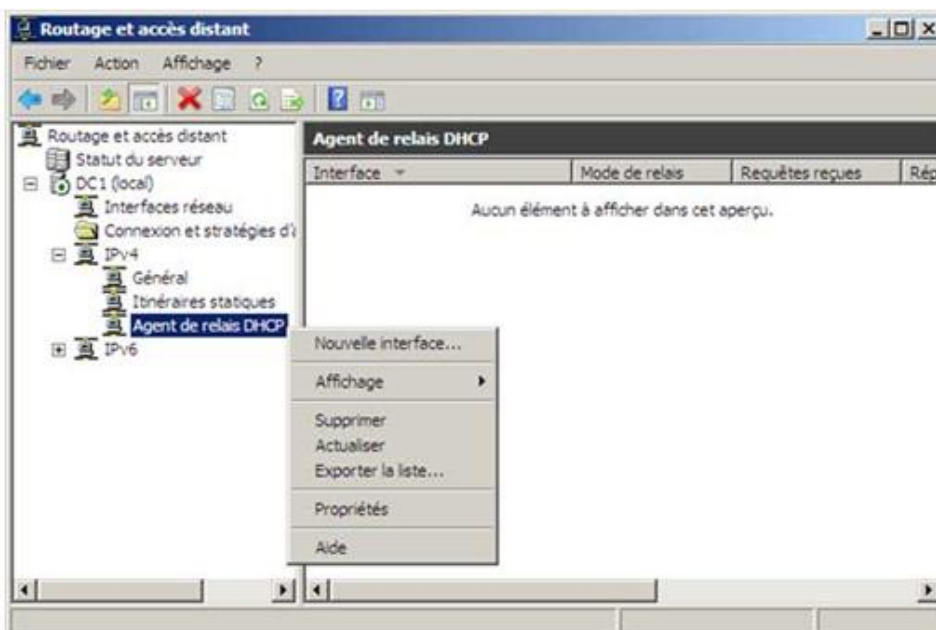 Routage et accès distant
Fichier Action Affichage ?
Routage et accès distant
Statut du serveur
DC1 (local)
Interfaces réseau
Connexion et stratégies d'a
IPv4
Général
Itinéraires statiques
Agent de relais DHCP
IPv6
Agent de relais DHCP
Interface Mode de relais Requêtes reçues Rép
Aucun élément à afficher dans cet aperçu.
Nouvelle interface...
Affichage
Supprimer
Actualiser
Exporter la liste...
Propriétés
Aide